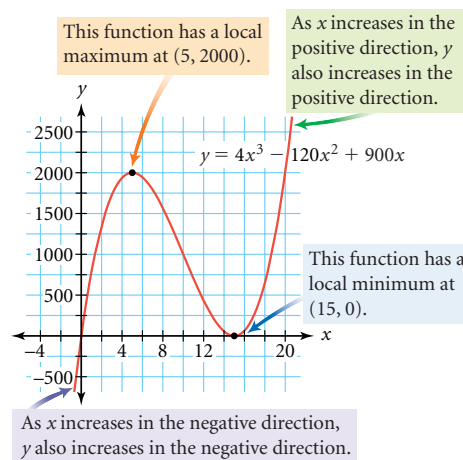 This function has a local
maximum at (5, 2000).
As x increases in the
positive direction, y
also increases in the
positive direction.
y
2500
y = 4x³ − 120x² + 900x
2000
1500
1000
This function has a
local minimum at
(15, 0).
500
x
−4 4 8 12 20
−500
As x increases in the negative direction,
y also increases in the negative direction.